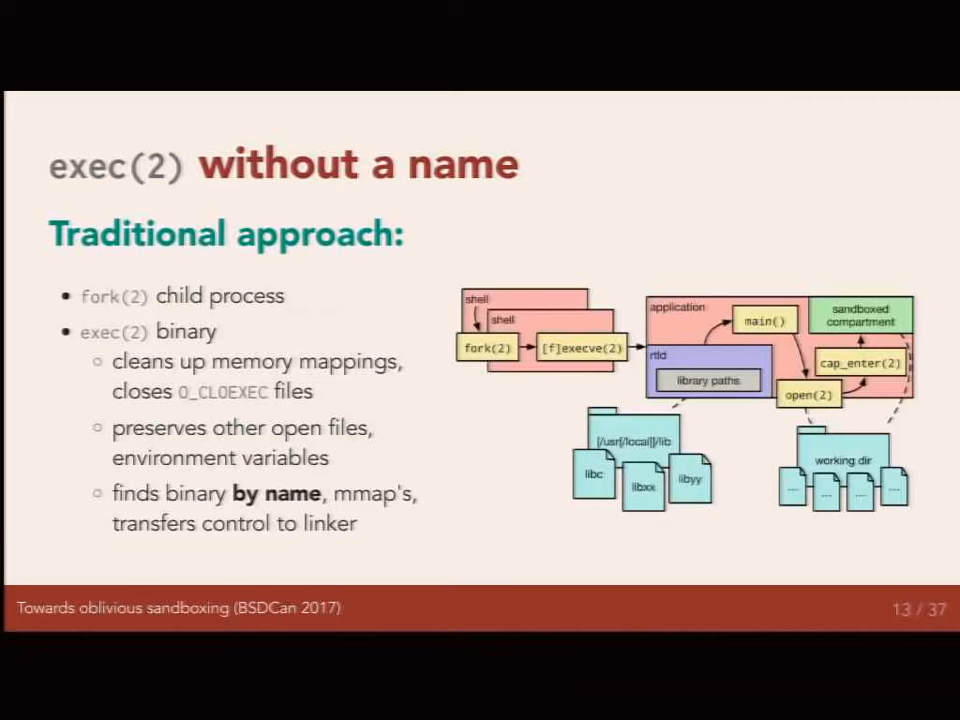 exec(2) without a name
Traditional approach:
• fork(2) child process
• exec(2) binary
○ cleans up memory mappings,
closes O_CLOEXEC files
○ preserves other open files,
environment variables
○ finds binary by name, mmap's,
transfers control to linker
shell
shell
fork(2)
[f]execve(2)
application
main()
sandboxed
compartment
rtld
library paths
cap_enter(2)
open(2)
[/usr[/local]]/lib
libc
libxx
libyy
working dir
...
...
...
...
Towards oblivious sandboxing (BSDCan 2017)
13 / 37